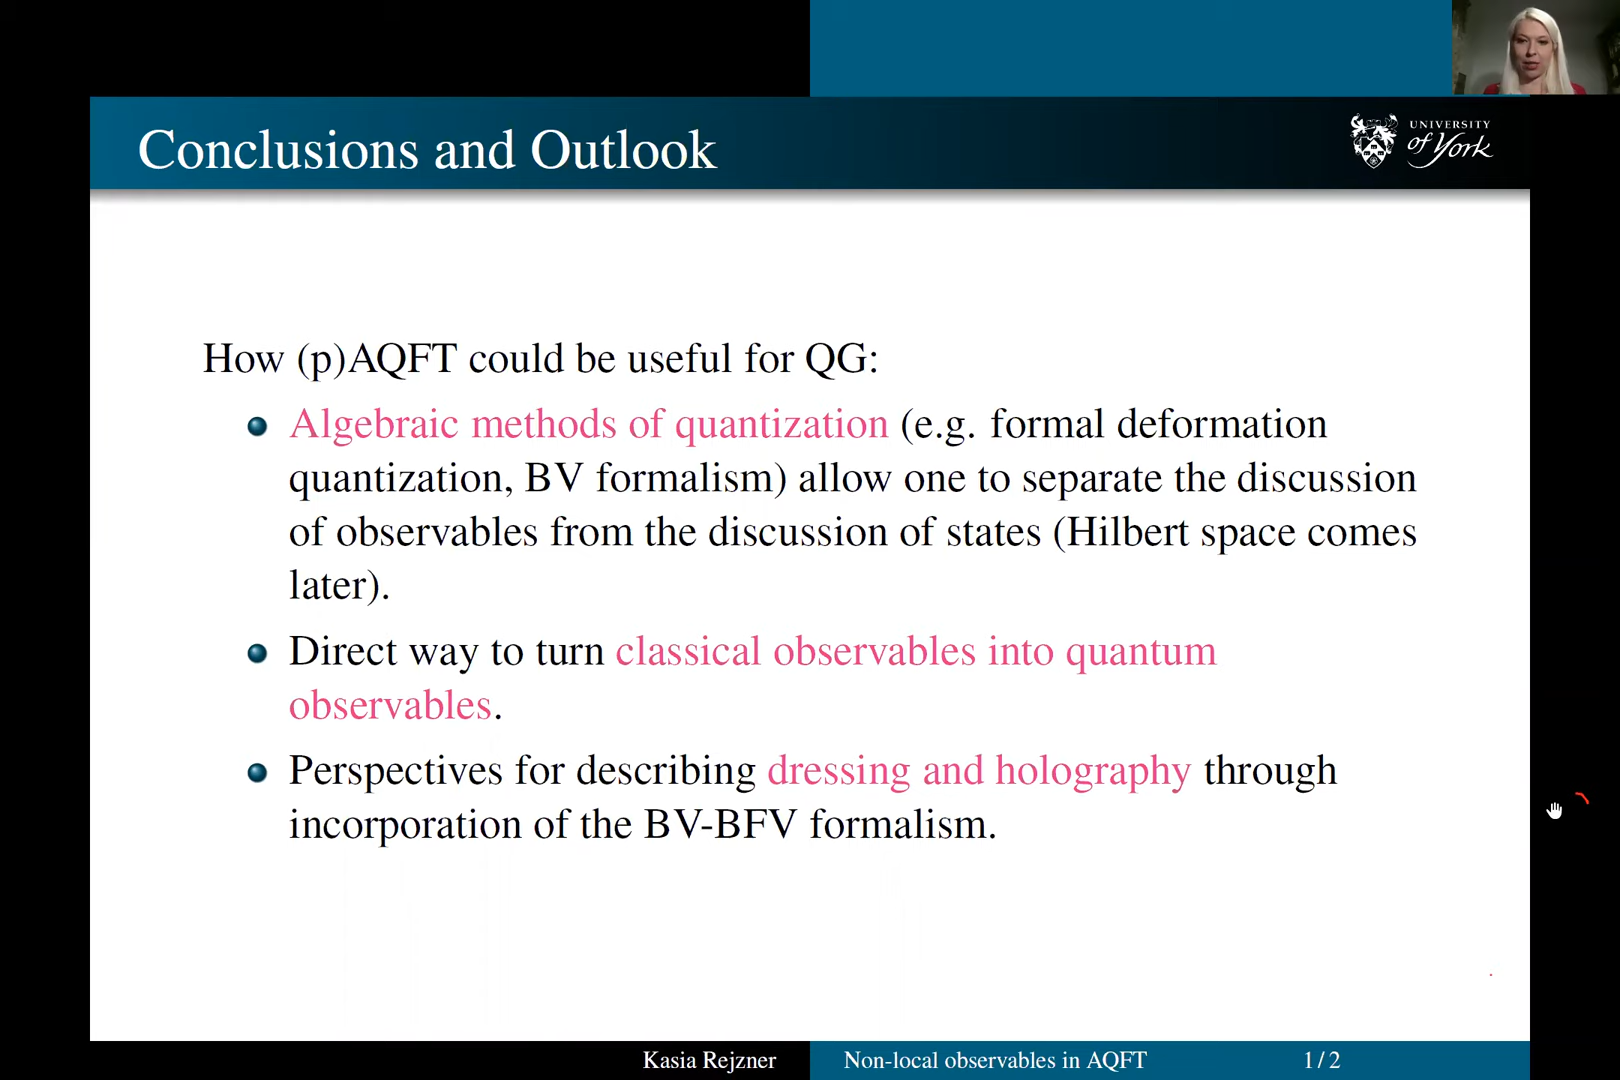 Conclusions and Outlook
UNIVERSITY
of York
How (p)AQFT could be useful for QG:
Algebraic methods of quantization (e.g. formal deformation
quantization, BV formalism) allow one to separate the discussion
of observables from the discussion of states (Hilbert space comes
later).
Direct way to turn classical observables into quantum
observables.
Perspectives for describing dressing and holography through
incorporation of the BV-BFV formalism.
Kasia Rejzner
Non-local observables in AQFT
1 / 2